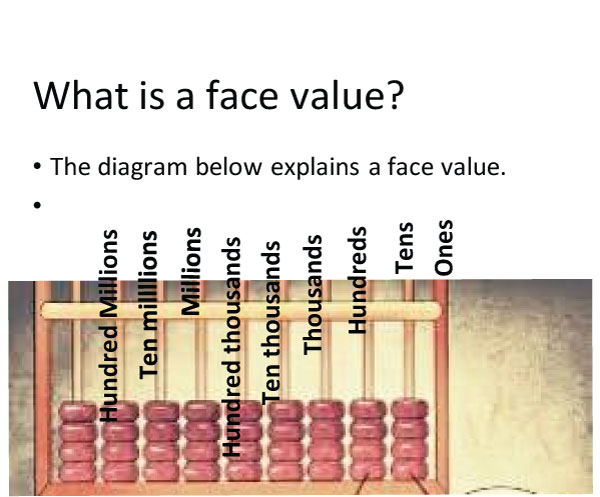 What is a face value?
• The diagram below explains a face value.
•
Hundred Millions
Ten milllions
Millions
Hundred thousands
Ten thousands
Thousands
Hundreds
Tens
Ones